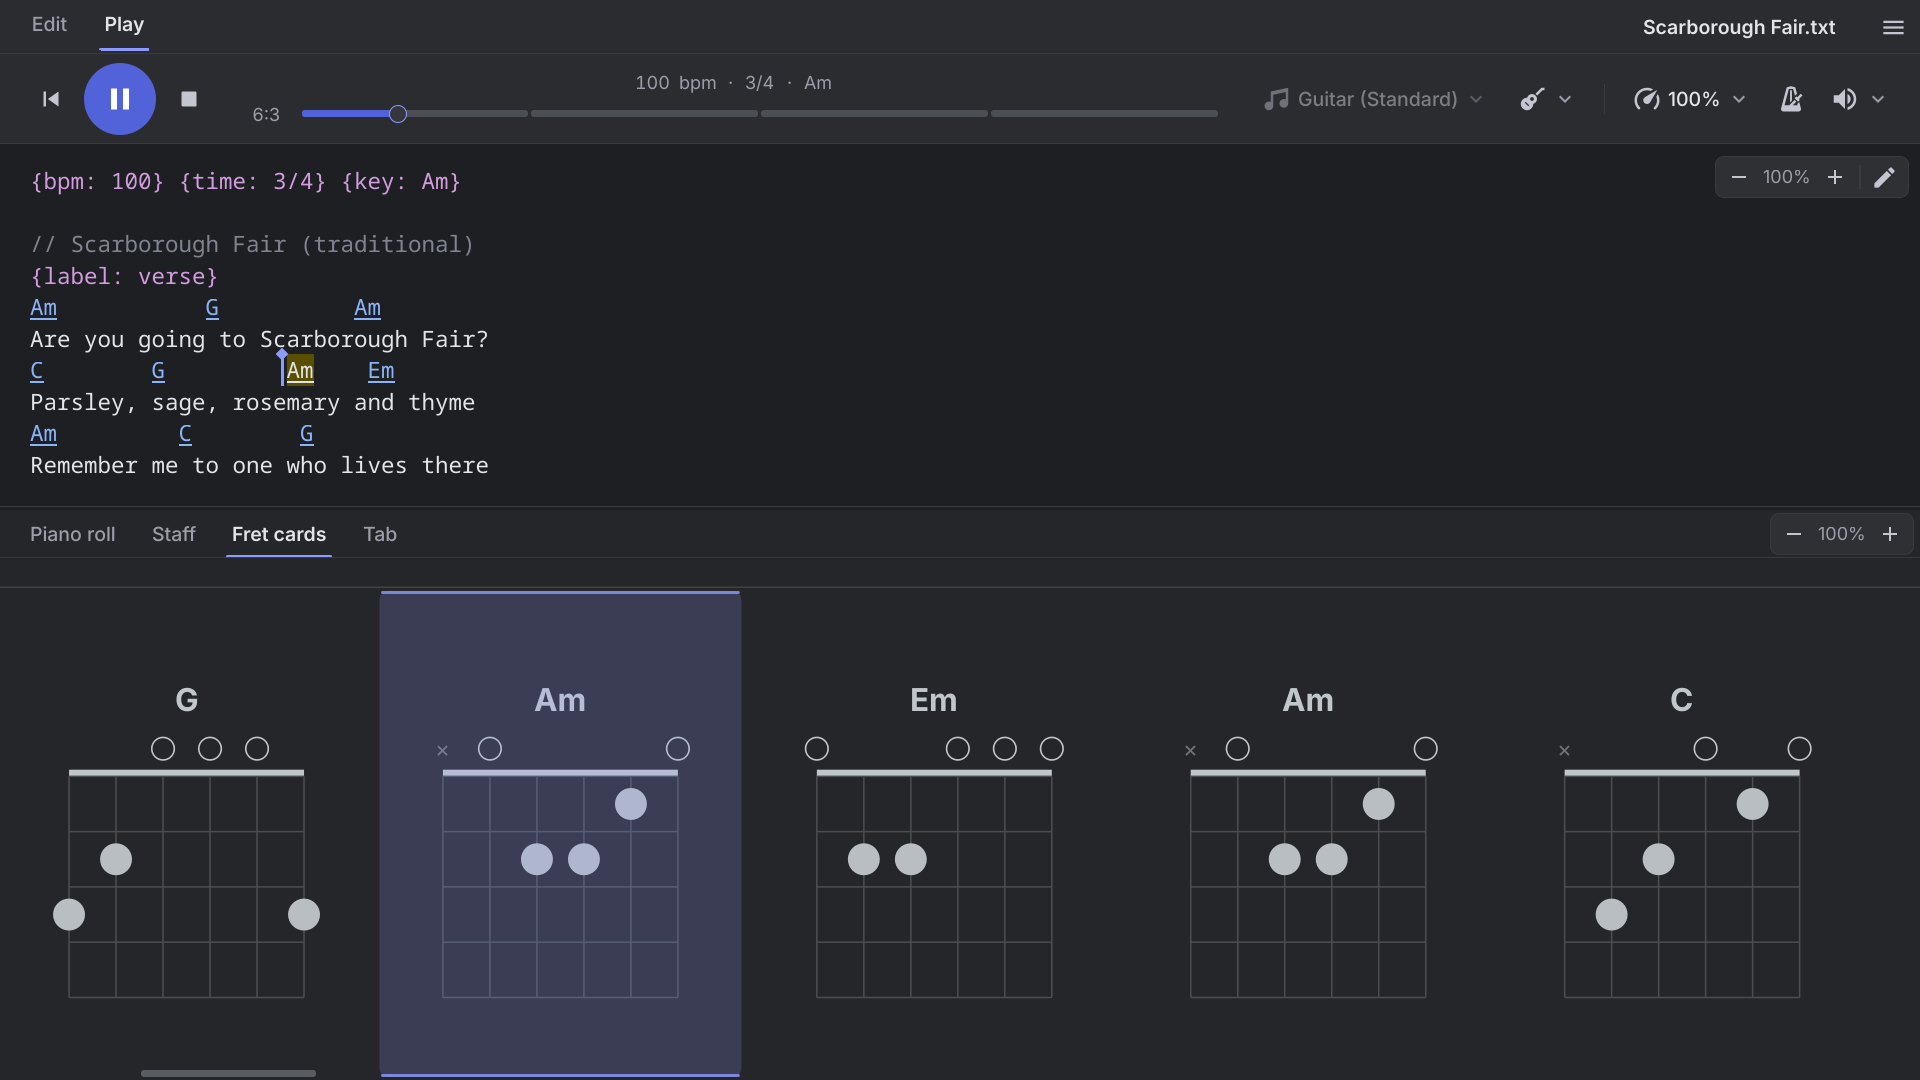 Edit Play Scarborough Fair.txt
100 bpm · 3/4 · Am
6:3 Guitar (Standard) 100%
{bpm: 100} {time: 3/4} {key: Am}
100%
// Scarborough Fair (traditional)
{label: verse}
Am G Am
Are you going to Scarborough Fair?
C G Am Em
Parsley, sage, rosemary and thyme
Am C G
Remember me to one who lives there
Piano roll Staff Fret cards Tab 100%
G Am Em Am C
× × ×